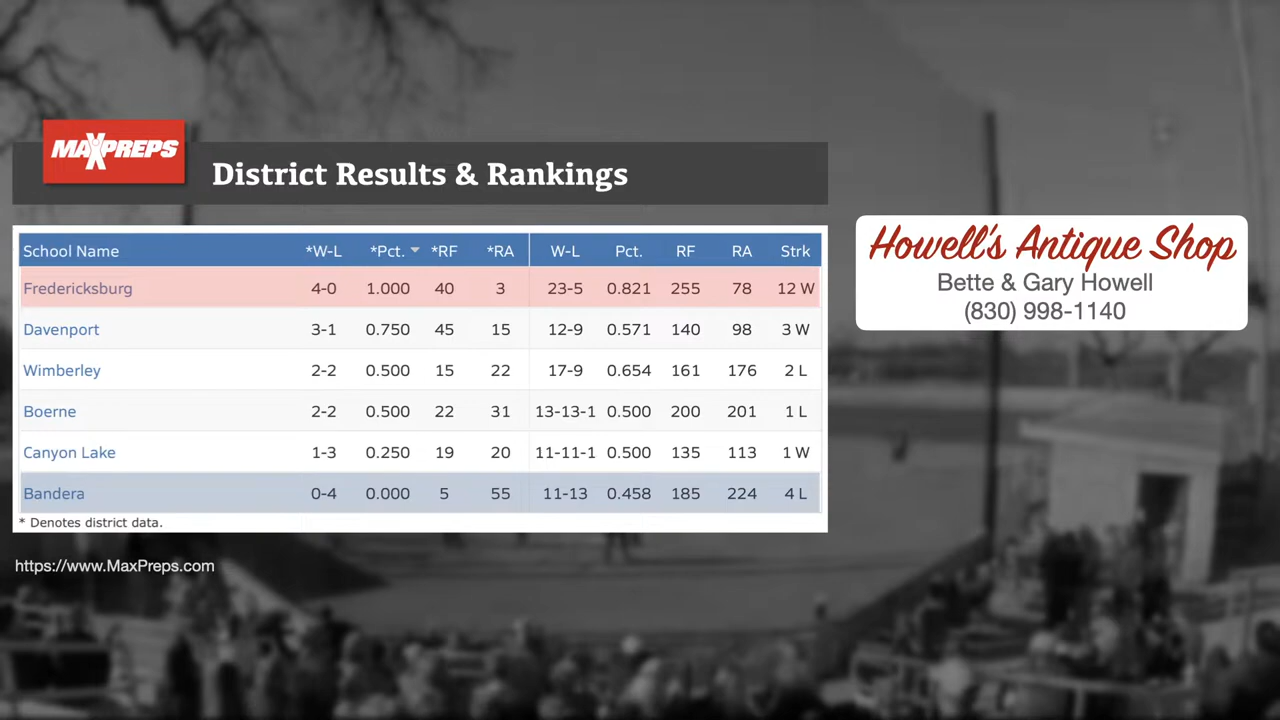 MAXPREPS
District Results & Rankings
School Name *W-L *Pct. *RF *RA W-L Pct. RF RA Strk
Fredericksburg 4-0 1.000 40 3 23-5 0.821 255 78 12 W
Davenport 3-1 0.750 45 15 12-9 0.571 140 98 3 W
Wimberley 2-2 0.500 15 22 17-9 0.654 161 176 2 L
Boerne 2-2 0.500 22 31 13-13-1 0.500 200 201 1 L
Canyon Lake 1-3 0.250 19 20 11-11-1 0.500 135 113 1 W
Bandera 0-4 0.000 5 55 11-13 0.458 185 224 4 L
* Denotes district data.
https://www.MaxPreps.com
Howell's Antique Shop
Bette & Gary Howell
(830) 998-1140